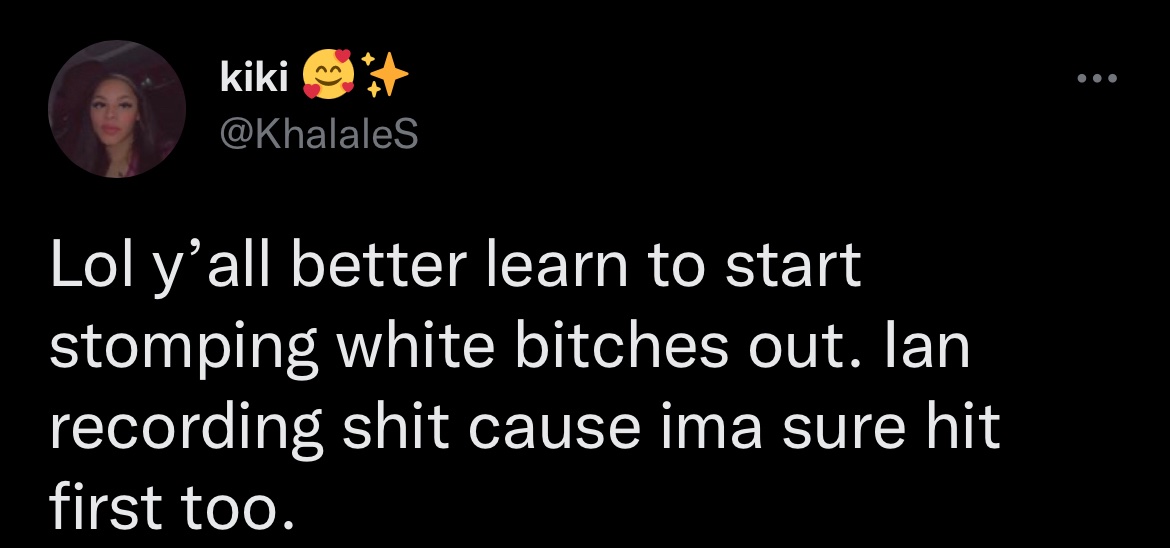 kiki 🥰✨
@KhalaleS
Lol y’all better learn to start
stomping white bitches out. Ian
recording shit cause ima sure hit
first too.